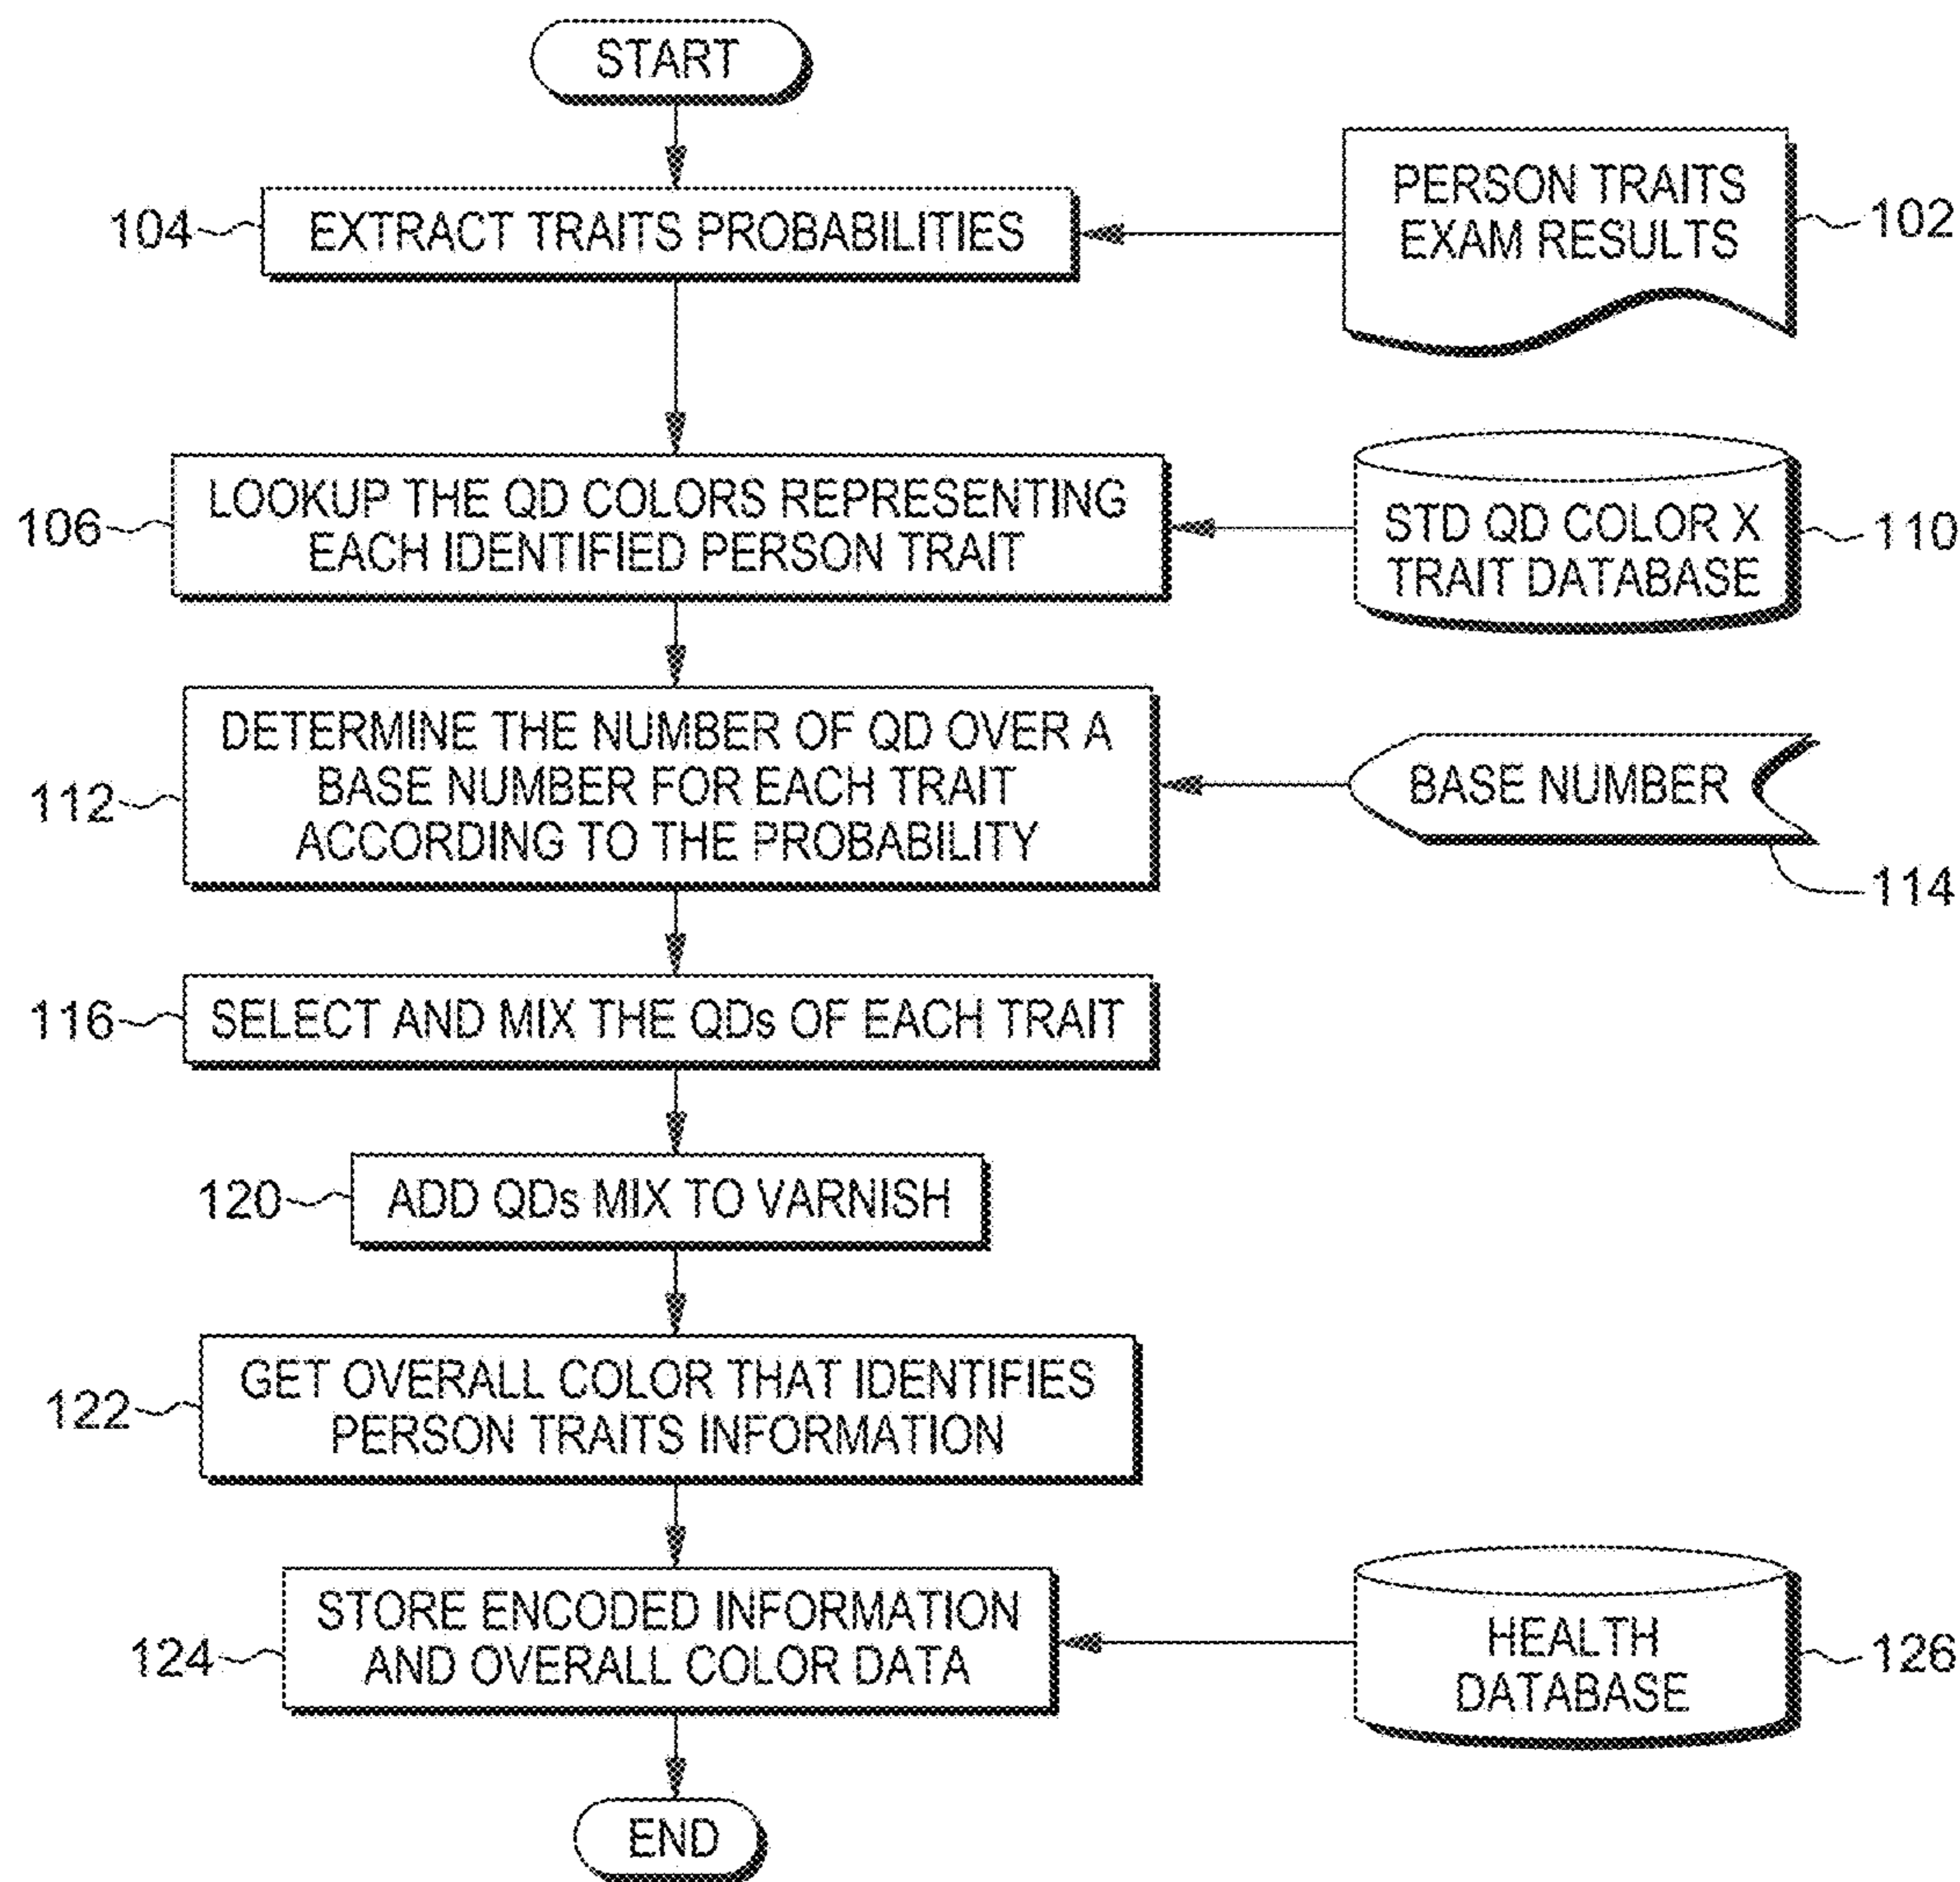 START
PERSON TRAITS
EXAM RESULTS
102
104
EXTRACT TRAITS PROBABILITIES
106
LOOKUP THE QD COLORS REPRESENTING
EACH IDENTIFIED PERSON TRAIT
STD QD COLOR X
TRAIT DATABASE
110
112
DETERMINE THE NUMBER OF QD OVER A
BASE NUMBER FOR EACH TRAIT
ACCORDING TO THE PROBABILITY
BASE NUMBER
114
116
SELECT AND MIX THE QDs OF EACH TRAIT
120
ADD QDs MIX TO VARNISH
122
GET OVERALL COLOR THAT IDENTIFIES
PERSON TRAITS INFORMATION
124
STORE ENCODED INFORMATION
AND OVERALL COLOR DATA
HEALTH
DATABASE
126
END